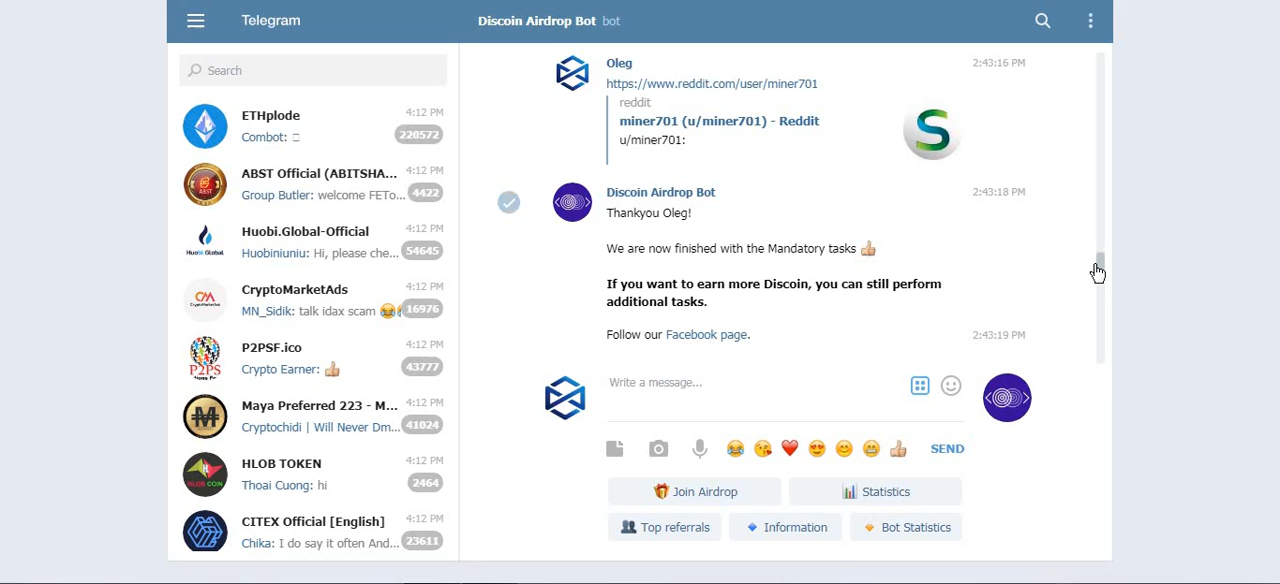 Telegram
Discoin Airdrop Bot bot
Search
ETHplode 4:12 PM
Combot: 220572
ABST Official (ABITSHA... 4:12 PM
Group Butler: welcome FETo... 4422
Huobi.Global-Official 4:12 PM
Huobiniuniu: Hi, please che... 54645
CryptoMarketAds 4:12 PM
MN_Sidik: talk idax scam 😂 16976
P2PSF.ico 4:12 PM
Crypto Earner: 👍 43777
Maya Preferred 223 - M... 4:12 PM
Cryptochidi | Will Never Dm... 41024
HLOB TOKEN 4:12 PM
Thoai Cuong: hi 2464
CITEX Official [English] 4:12 PM
Chika: I do say it often And... 23611
Oleg 2:43:16 PM
https://www.reddit.com/user/miner701
reddit
miner701 (u/miner701) - Reddit
u/miner701:
Discoin Airdrop Bot 2:43:18 PM
Thankyou Oleg!
We are now finished with the Mandatory tasks 👍
If you want to earn more Discoin, you can still perform
additional tasks.
Follow our Facebook page. 2:43:19 PM
Write a message...
SEND
Join Airdrop
Statistics
Top referrals
Information
Bot Statistics